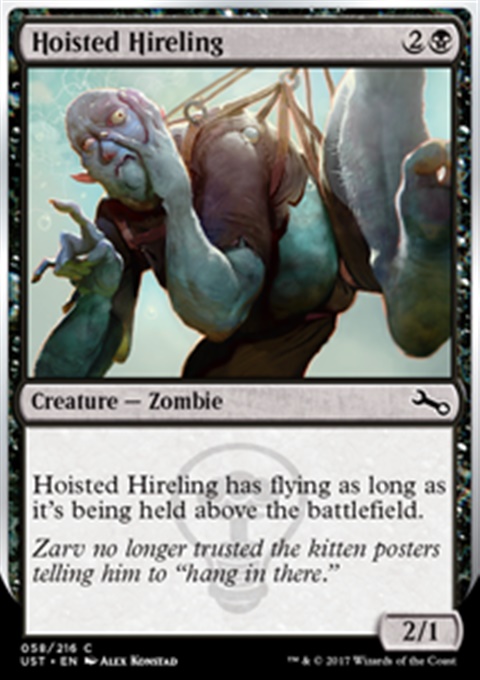 Hoisted Hireling
2
Creature — Zombie
Hoisted Hireling has flying as long as
it's being held above the battlefield.
Zarv no longer trusted the kitten posters
telling him to “hang in there.”
2/1
058/216 C
UST • EN Alex Konstad
™ & © 2017 Wizards of the Coast